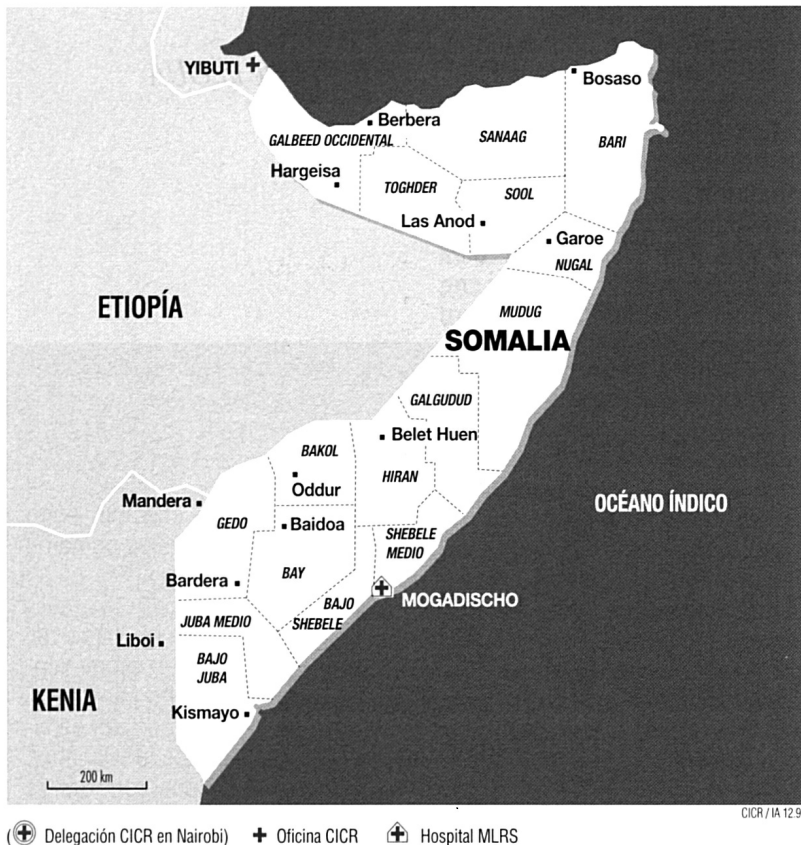 YIBUTI
Bosaso
Berbera
GALBEED OCCIDENTAL
SANAAG
BARI
Hargeisa
TOGHDER
SOOL
Las Anod
Garoe
NUGAL
ETIOPÍA
MUDUG
SOMALIA
GALGUDUD
Belet Huen
BAKOL
Oddur
HIRAN
Mandera
OCÉANO ÍNDICO
GEDO
Baidoa
SHEBELE
MEDIO
BAY
Bardera
MOGADISCHO
BAJO
SHEBELE
JUBA MEDIO
Liboi
BAJO
JUBA
KENIA
Kismayo
200 km
CICR / IA 12.9
( Delegación CICR en Nairobi) Oficina CICR Hospital MLRS